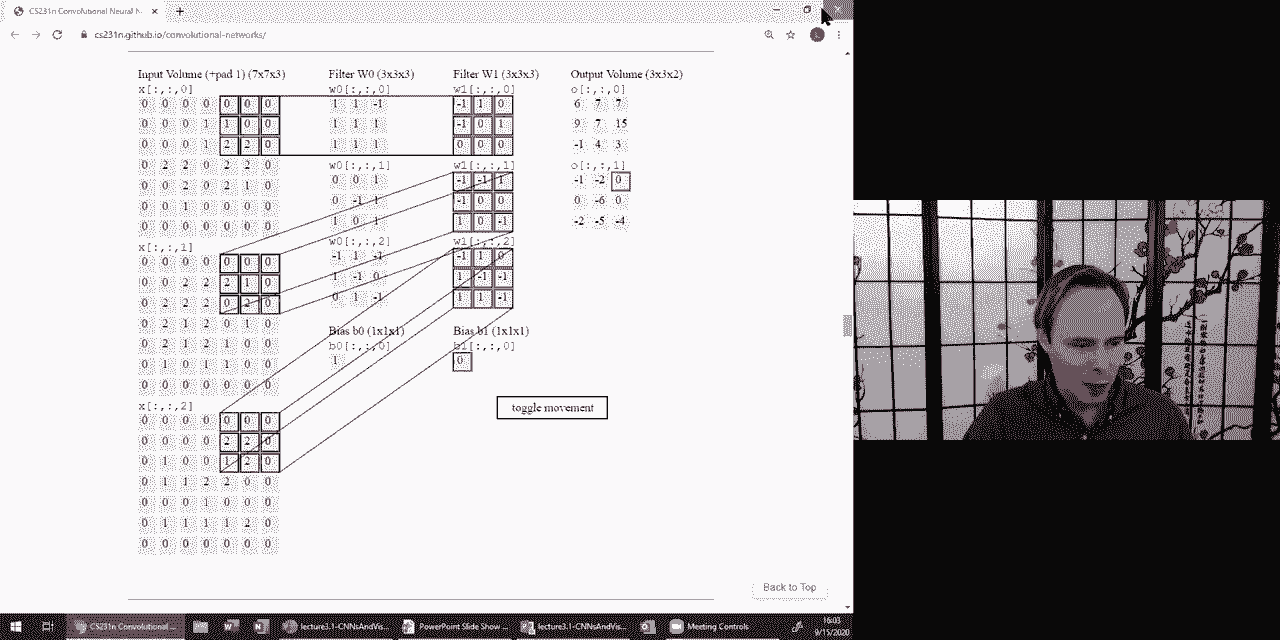 CS231n Convolutional Neural N
cs231n.github.io/convolutional-networks/
Input Volume (+pad 1) (7x7x3)
x[:,:,0]
0 0 0 0 0 0 0
0 0 0 1 1 0 0
0 0 0 1 2 2 0
0 2 2 0 2 2 0
0 0 2 0 2 1 0
0 0 1 0 0 0 0
0 0 0 0 0 0 0
x[:,:,1]
0 0 0 0 0 0 0
0 0 2 2 2 1 0
0 2 2 2 0 2 0
0 2 1 2 0 1 0
0 2 1 2 1 0 0
0 1 0 1 1 0 0
0 0 0 0 0 0 0
x[:,:,2]
0 0 0 0 0 0 0
0 0 0 0 2 2 0
0 1 0 0 1 2 0
0 1 1 2 2 0 0
0 0 0 1 0 0 0
0 1 1 1 1 2 0
0 0 0 0 0 0 0
Filter W0 (3x3x3)
w0[:,:,0]
1 1 -1
1 1 1
1 1 1
w0[:,:,1]
0 0 1
0 -1 1
1 0 1
w0[:,:,2]
-1 1 -1
1 -1 0
0 1 -1
Bias b0 (1x1x1)
b0[:,:,0]
1
Filter W1 (3x3x3)
w1[:,:,0]
-1 1 0
-1 0 1
0 0 0
w1[:,:,1]
-1 -1 1
-1 0 0
1 0 -1
w1[:,:,2]
-1 1 0
1 -1 -1
1 1 -1
Bias b1 (1x1x1)
b1[:,:,0]
0
Output Volume (3x3x2)
o[:,:,0]
6 7 7
9 7 15
-1 4 3
o[:,:,1]
-1 -2 0
0 -6 0
-2 -5 -4
toggle movement
Back to Top
CS231n Convolutional ...
lecture3.1-CNNsAndVis...
PowerPoint Slide Show ...
lecture3.1-CNNsAndVis...
Meeting Controls
16:03
9/15/2020